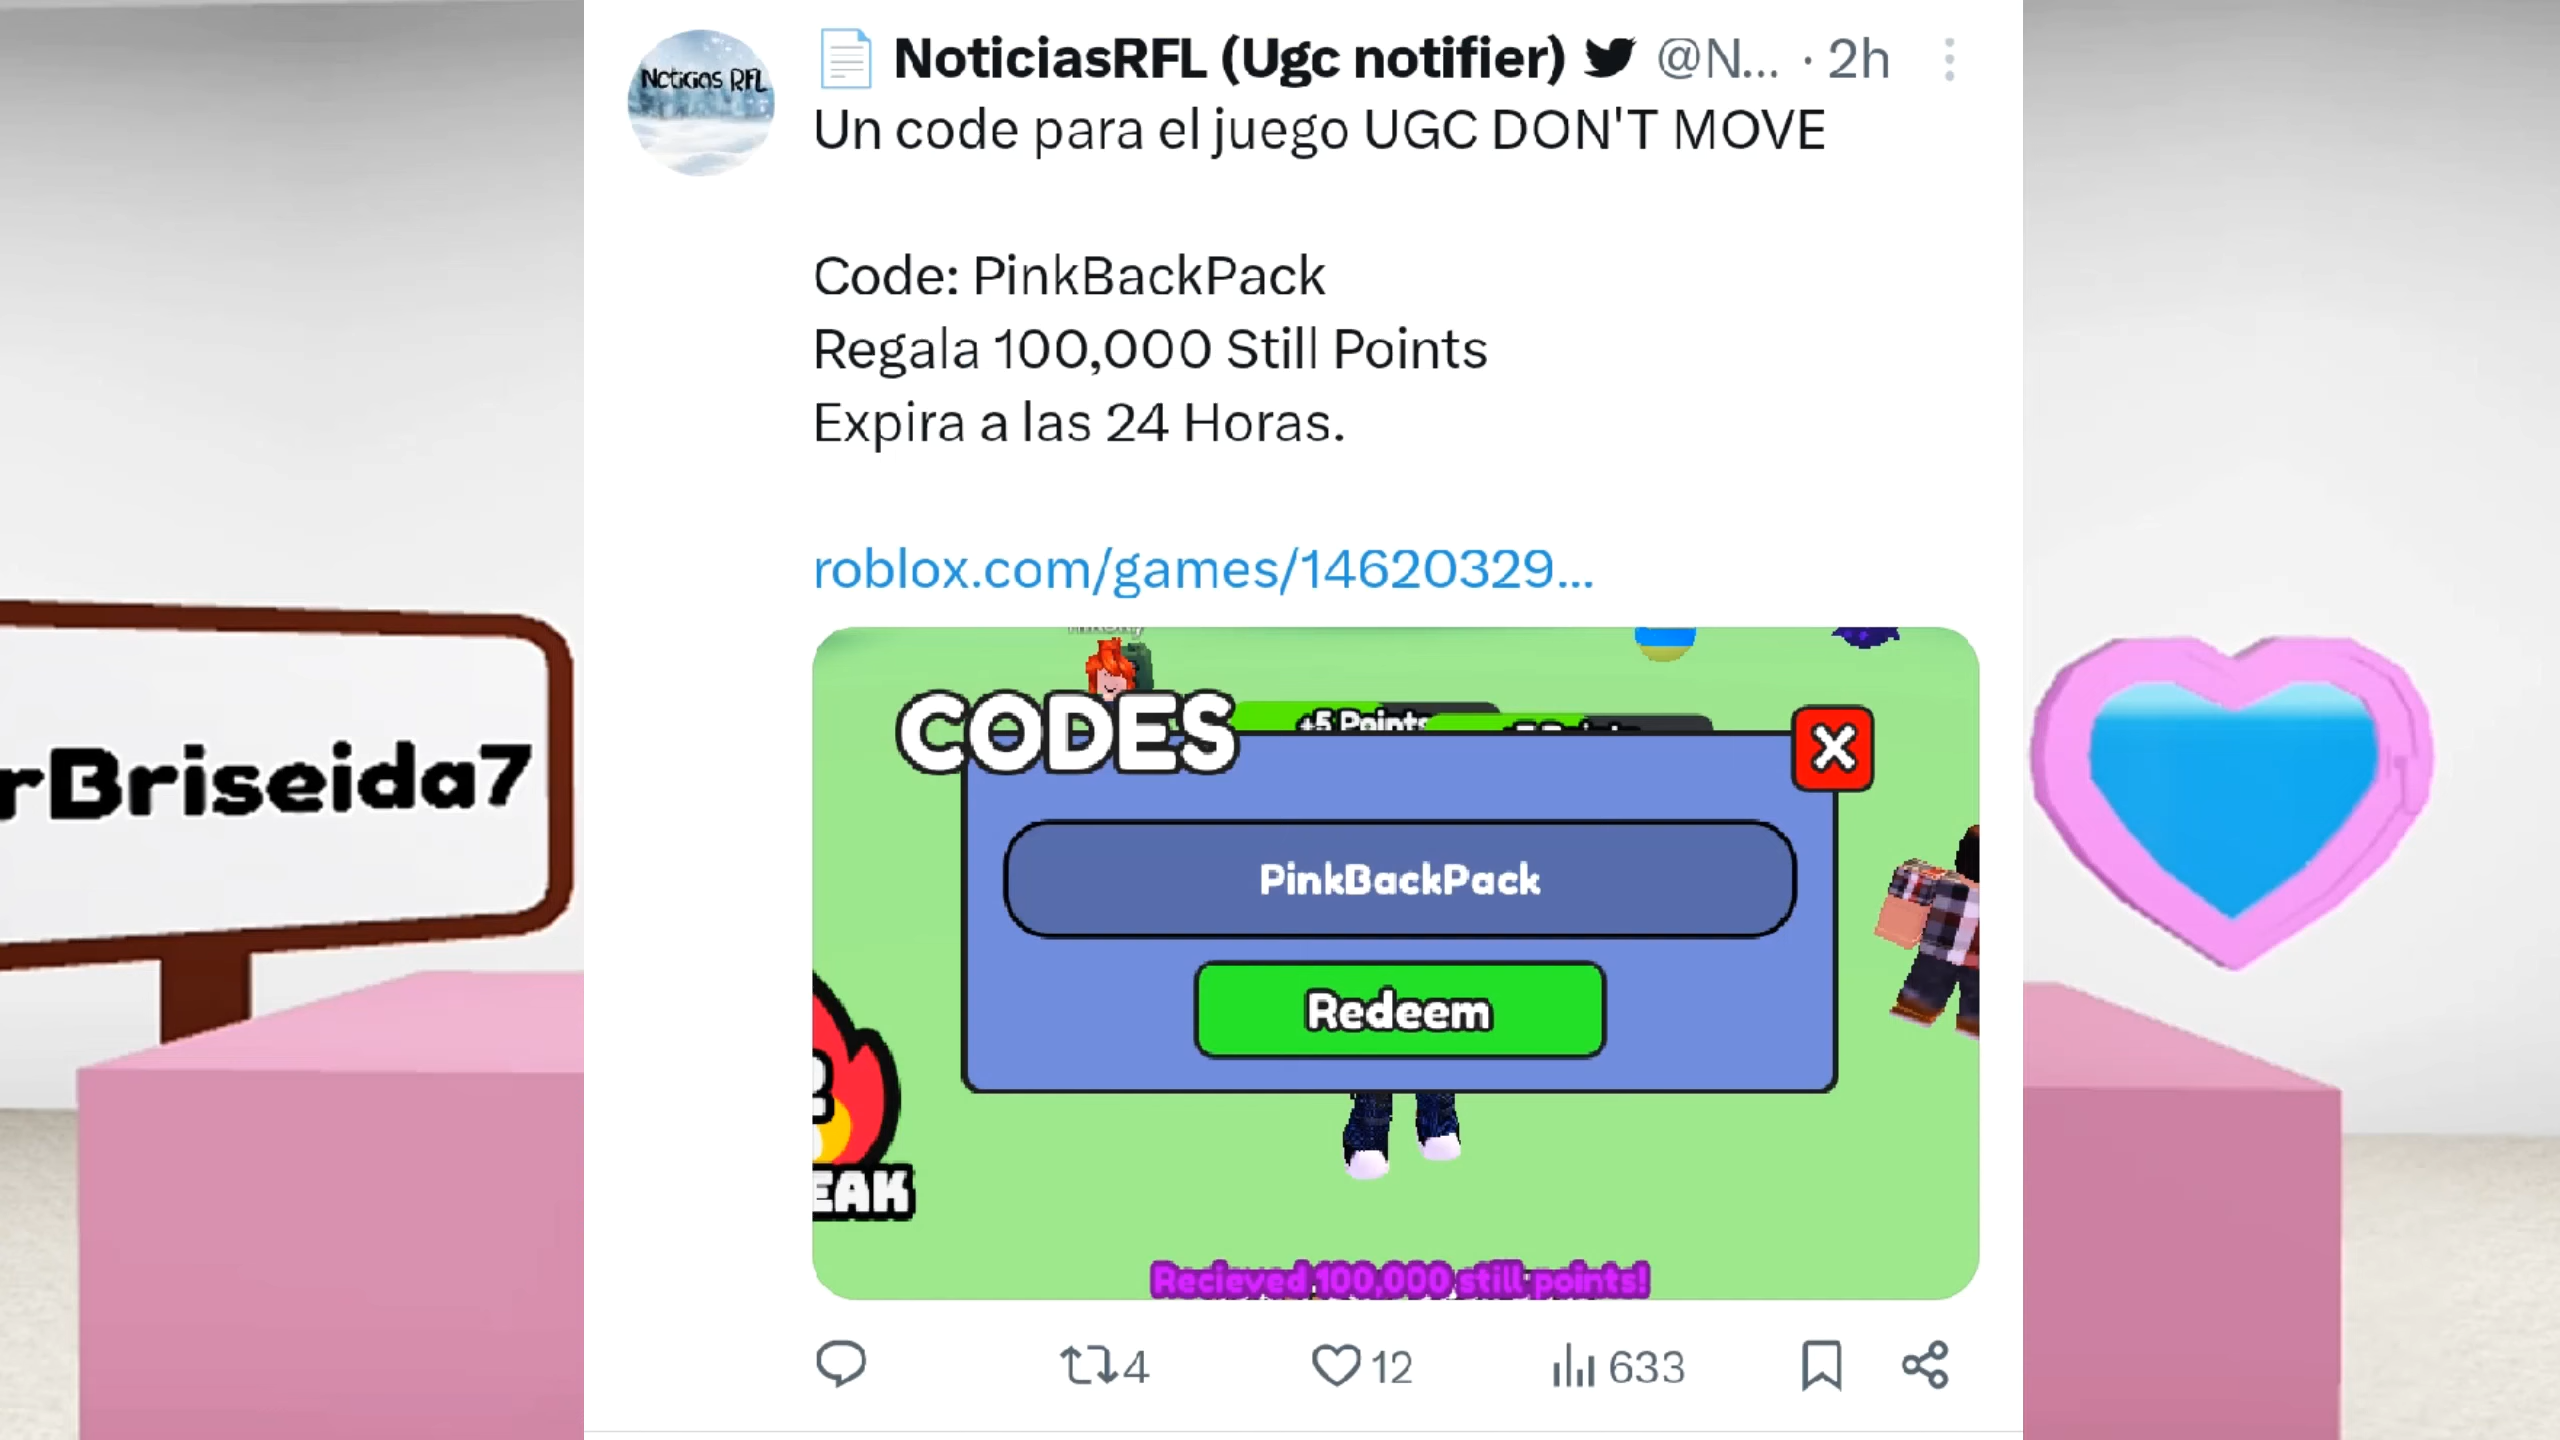 Noticias RFL
NoticiasRFL (Ugc notifier) @N... · 2h
Un code para el juego UGC DON'T MOVE
Code: PinkBackPack
Regala 100,000 Still Points
Expira a las 24 Horas.
roblox.com/games/14620329...
rBriseida7
+5 Points
CODES
X
PinkBackPack
Redeem
EAK
Recieved 100,000 still points!
4 12 633